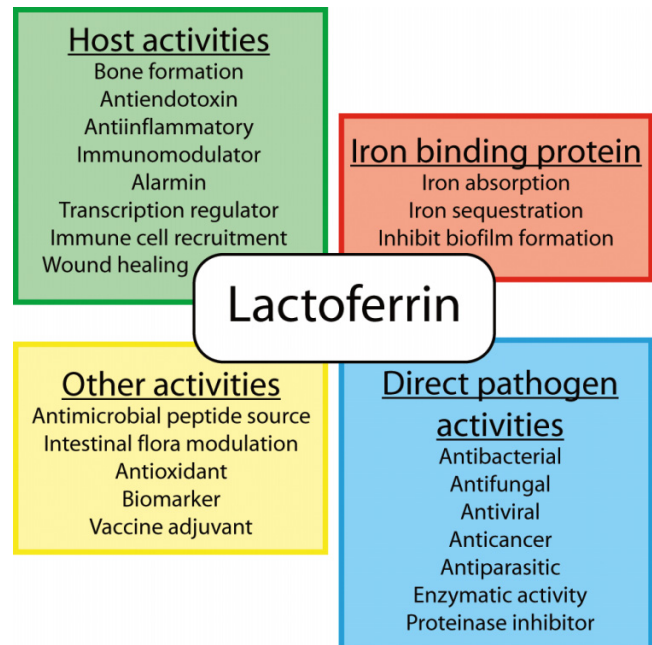 Host activities
Bone formation
Antiendotoxin
Antiinflammatory
Immunomodulator
Alarmin
Transcription regulator
Immune cell recruitment
Wound healing
Iron binding protein
Iron absorption
Iron sequestration
Inhibit biofilm formation
Lactoferrin
Other activities
Antimicrobial peptide source
Intestinal flora modulation
Antioxidant
Biomarker
Vaccine adjuvant
Direct pathogen
activities
Antibacterial
Antifungal
Antiviral
Anticancer
Antiparasitic
Enzymatic activity
Proteinase inhibitor